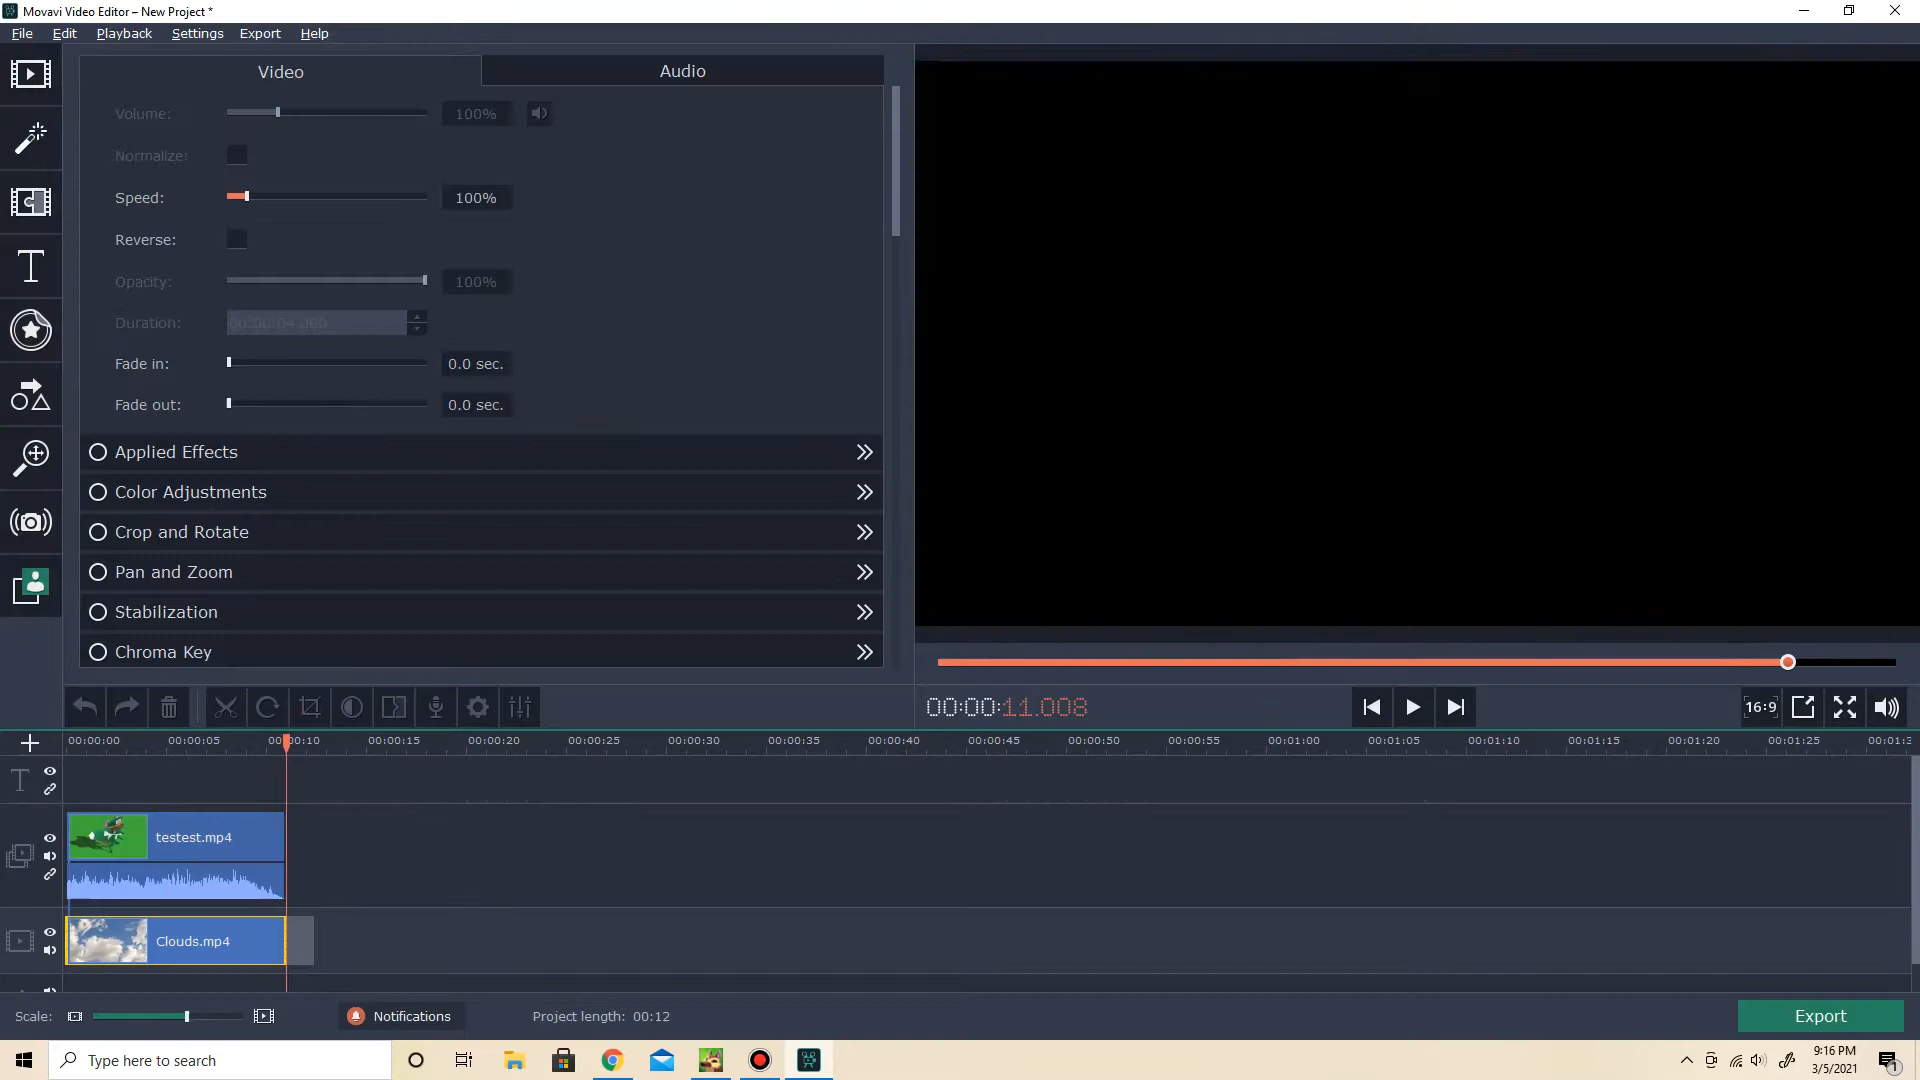 Movavi Video Editor – New Project *
File Edit Playback Settings Export Help
Video Audio
Volume: 100%
Normalize:
Speed: 100%
Reverse:
Opacity: 100%
Duration: 00:00:04.000
Fade in: 0.0 sec.
Fade out: 0.0 sec.
Applied Effects
Color Adjustments
Crop and Rotate
Pan and Zoom
Stabilization
Chroma Key
00:00:11.008
16:9
00:00:00 00:00:05 00:00:10 00:00:15 00:00:20 00:00:25 00:00:30 00:00:35 00:00:40 00:00:45 00:00:50 00:00:55 00:01:00 00:01:05 00:01:10 00:01:15 00:01:20 00:01:25
testest.mp4
Clouds.mp4
Scale: Notifications Project length: 00:12 Export
Type here to search
9:16 PM
3/5/2021
1